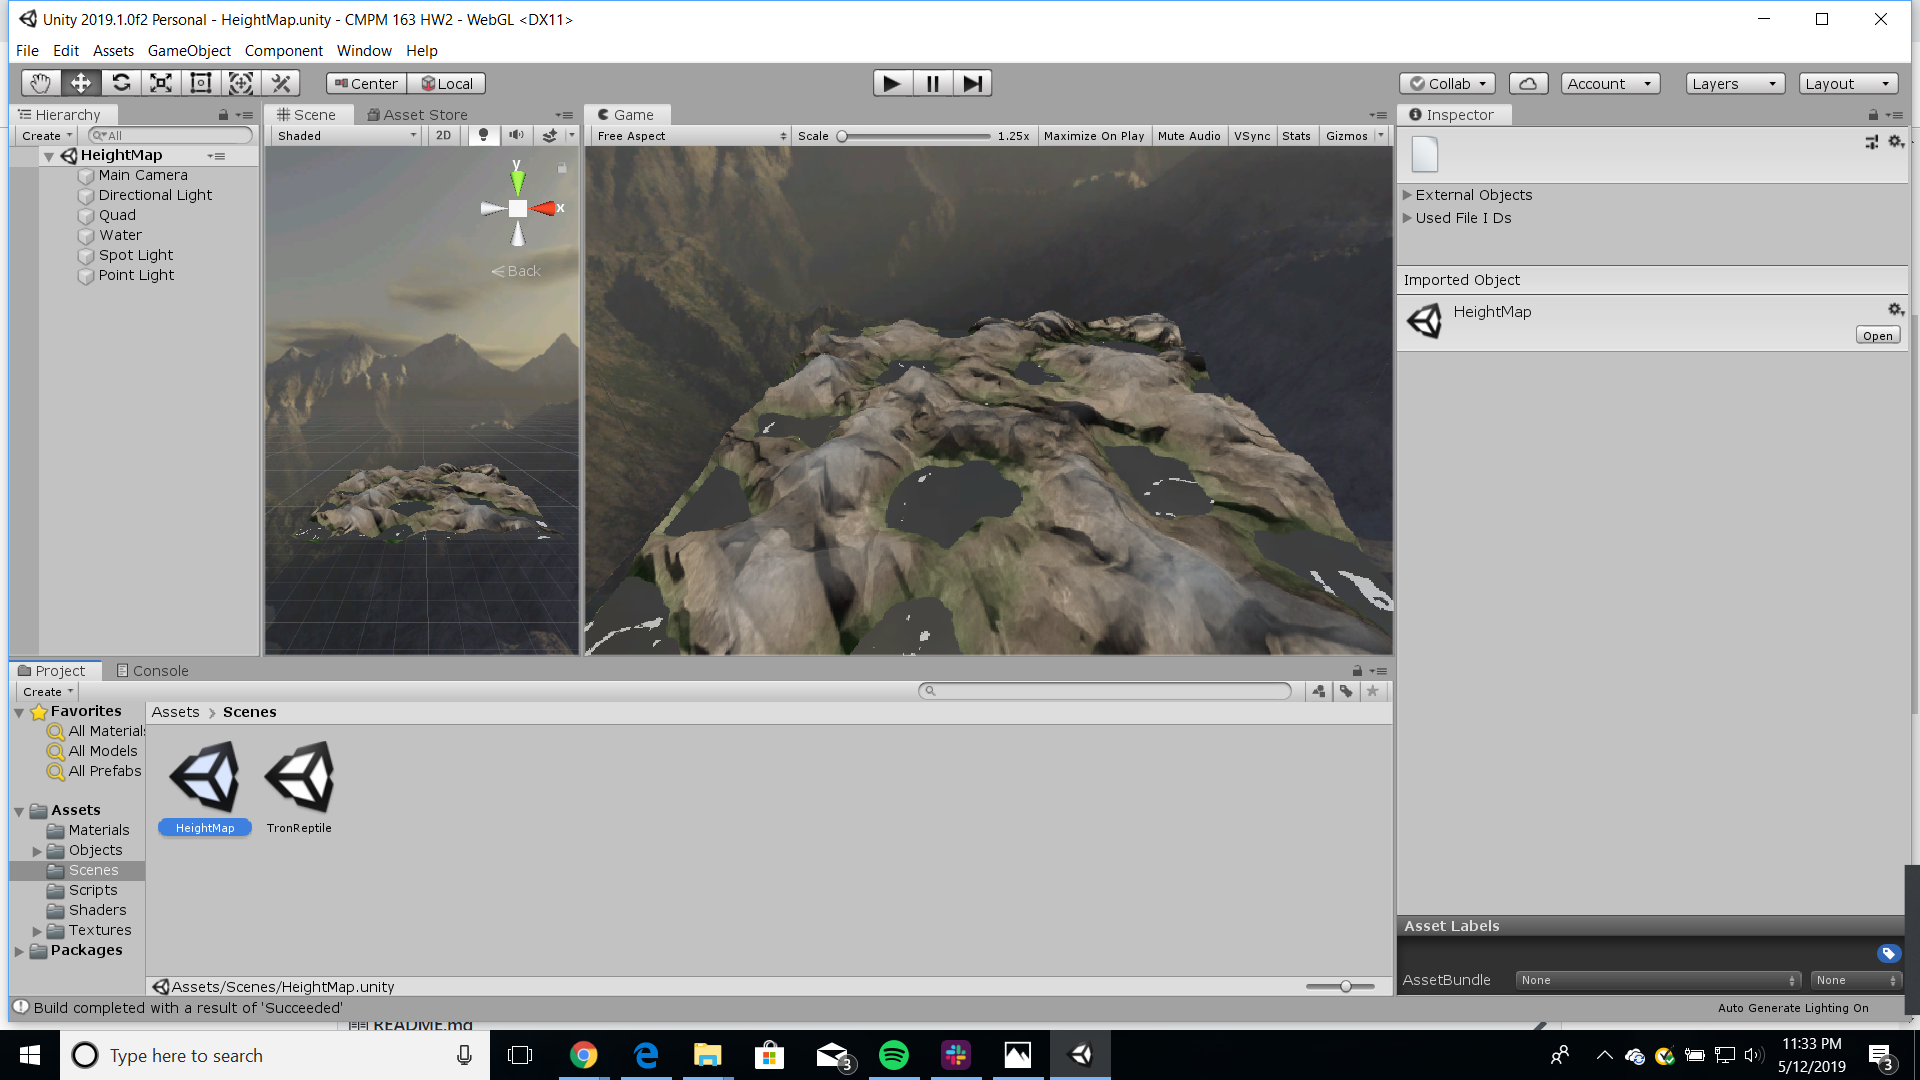 Unity 2019.1.0f2 Personal - HeightMap.unity - CMPM 163 HW2 - WebGL <DX11>
File Edit Assets GameObject Component Window Help
Center Local Collab Account Layers Layout
Hierarchy Scene Asset Store Game Inspector
Create All Shaded 2D Free Aspect Scale 1.25x Maximize On Play Mute Audio VSync Stats Gizmos
HeightMap
Main Camera
Directional Light
Quad
Water
Spot Light
Point Light
y
x
Back
External Objects
Used File I Ds
Imported Object
HeightMap
Open
Project Console
Create
Favorites
All Materials
All Models
All Prefabs
Assets
Materials
Objects
Scenes
Scripts
Shaders
Textures
Packages
Assets Scenes
HeightMap TronReptile
Assets/Scenes/HeightMap.unity
Asset Labels
AssetBundle None None
Build completed with a result of 'Succeeded'
Auto Generate Lighting On
README.md
Type here to search
3
11:33 PM
5/12/2019
3